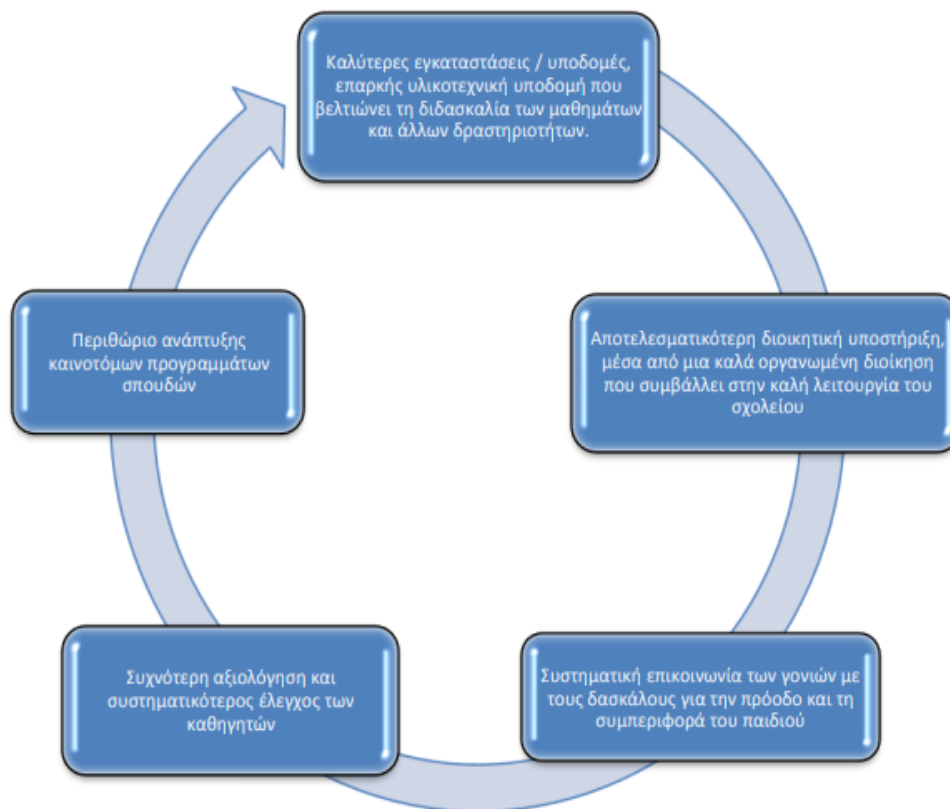 Καλύτερες εγκαταστάσεις / υποδομές,
επαρκής υλικοτεχνική υποδομή που
βελτιώνει τη διδασκαλία των μαθημάτων
και άλλων δραστηριοτήτων.
Αποτελεσματικότερη διοικητική υποστήριξη,
μέσα από μια καλά οργανωμένη διοίκηση
που συμβάλλει στην καλή λειτουργία του
σχολείου
Συστηματική επικοινωνία των γονιών με
τους δασκάλους για την πρόοδο και τη
συμπεριφορά του παιδιού
Συχνότερη αξιολόγηση και
συστηματικότερος έλεγχος των
καθηγητών
Περιθώριο ανάπτυξης
καινοτόμων προγραμμάτων
σπουδών